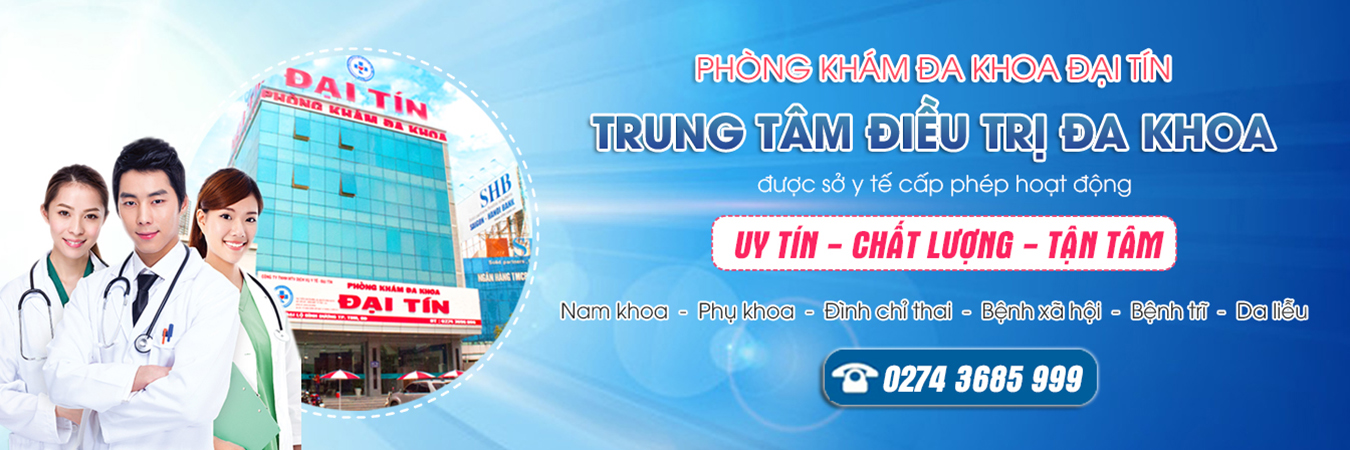 ĐẠI TÍN
PHÒNG KHÁM ĐA KHOA
SHB
NGÂN HÀNG TMCP
PHÒNG KHÁM ĐA KHOA
ĐẠI TÍN
PHÒNG KHÁM ĐA KHOA ĐẠI TÍN
TRUNG TÂM ĐIỀU TRỊ ĐA KHOA
được sở y tế cấp phép hoạt động
UY TÍN - CHẤT LƯỢNG - TẬN TÂM
Nam khoa - Phụ khoa - Đình chỉ thai - Bệnh xã hội - Bệnh trĩ - Da liễu
0274 3685 999